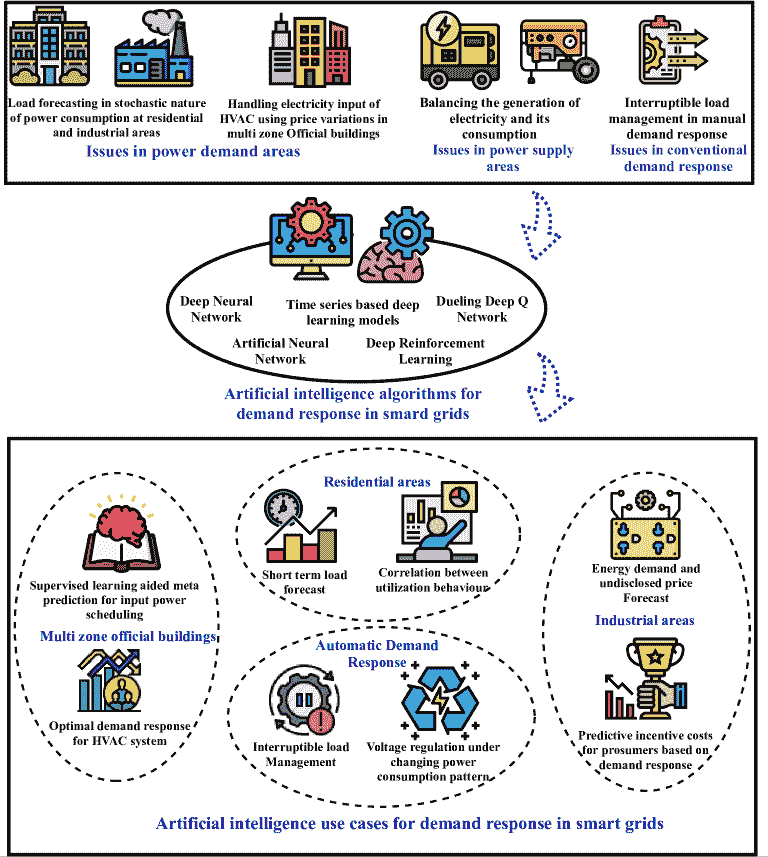 Load forecasting in stochastic nature
of power consumption at residential
and industrial areas
Handling electricity input of
HVAC using price variations in
multi zone Official buildings
Issues in power demand areas
Balancing the generation of
electricity and its
consumption
Issues in power supply
areas
Interruptible load
management in manual
demand response
Issues in conventional
demand response
Deep Neural
Network
Time series based deep
learning models
Dueling Deep Q
Network
Artificial Neural
Network
Deep Reinforcement
Learning
Artificial intelligence algorithms for
demand response in smard grids
Supervised learning aided meta
prediction for input power
scheduling
Multi zone official buildings
Optimal demand response
for HVAC system
Residential areas
Short term load
forecast
Correlation between
utilization behaviour
Automatic Demand
Response
Interruptible load
Management
Voltage regulation under
changing power
consumption pattern
Energy demand and
undisclosed price
Forecast
Industrial areas
Predictive incentive costs
for prosumers based on
demand response
Artificial intelligence use cases for demand response in smart grids